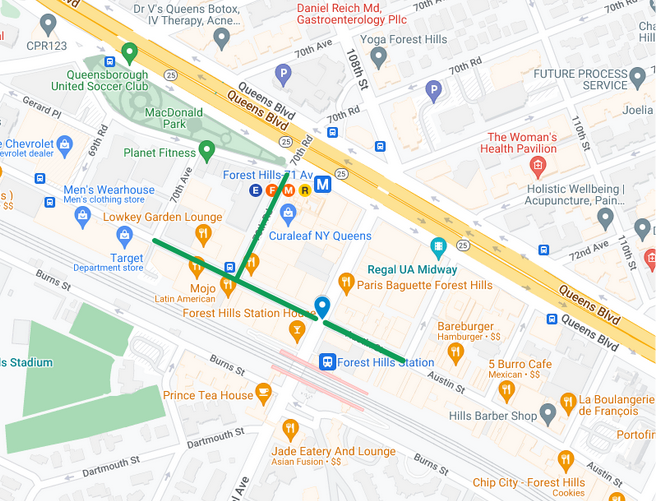 Dr V's Queens Botox,
IV Therapy, Acne...
Daniel Reich Md,
Gastroenterology Pllc
CPR123
70th Ave
108th St
Yoga Forest Hills
70th Rd
Queensborough
United Soccer Club
25
Queens Blvd
Queens Blvd
FUTURE PROCESS
SERVICE
Gerard Pl
MacDonald
Park
70th Rd
Joelia
110th St
e Chevrolet
evrolet dealer
69th Rd
25
70th Rd
The Woman's
Health Pavilion
Planet Fitness
70th Ave
Forest Hills 71 Av
25
E F M R
M
Men's Wearhouse
Men's clothing store
Holistic Wellbeing |
Acupuncture, Pain...
Lowkey Garden Lounge
Curaleaf NY Queens
110th St
72nd Ave
25
Target
Department store
Regal UA Midway
Burns St
Mojo
Latin American
Paris Baguette Forest Hills
Queens Blvd
Queens Blvd
Forest Hills Station House
Bareburger
Hamburger • $$
ls Stadium
Forest Hills Station
5 Burro Cafe
Mexican • $$
Burns St
Austin St
Prince Tea House
La Boulangerie
de François
Hills Barber Shop
Dartmouth St
Portofin
Jade Eatery And Lounge
Asian Fusion • $$
Burns St
Austin St
Dartmouth St
Chip City - Forest Hills
Cookies